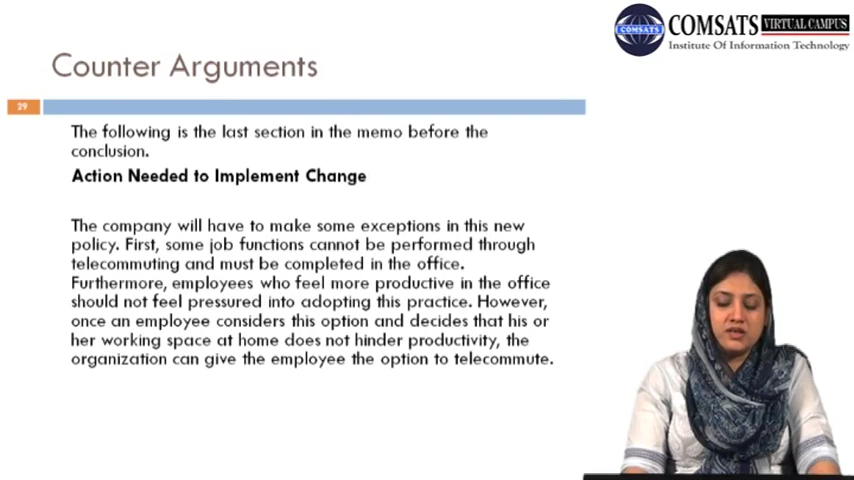 COMSATS VIRTUAL CAMPUS
COMSATS
Institute Of Information Technology
Counter Arguments
29
The following is the last section in the memo before the
conclusion.
Action Needed to Implement Change
The company will have to make some exceptions in this new
policy. First, some job functions cannot be performed through
telecommuting and must be completed in the office.
Furthermore, employees who feel more productive in the office
should not feel pressured into adopting this practice. However,
once an employee considers this option and decides that his or
her working space at home does not hinder productivity, the
organization can give the employee the option to telecommute.